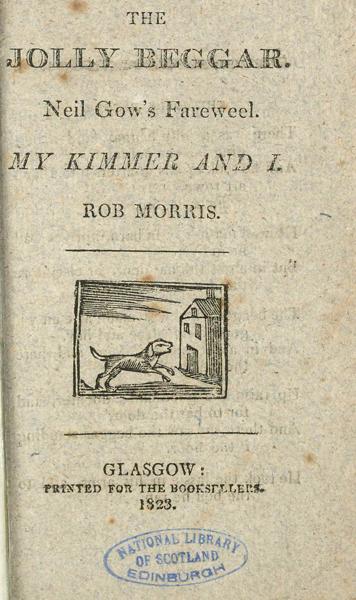 THE
JOLLY BEGGAR.
Neil Gow's Fareweel.
MY KIMMER AND I.
ROB MORRIS.
GLASGOW:
PRINTED FOR THE BOOKSELLERS.
1823.
NATIONAL LIBRARY
OF SCOTLAND
EDINBURGH